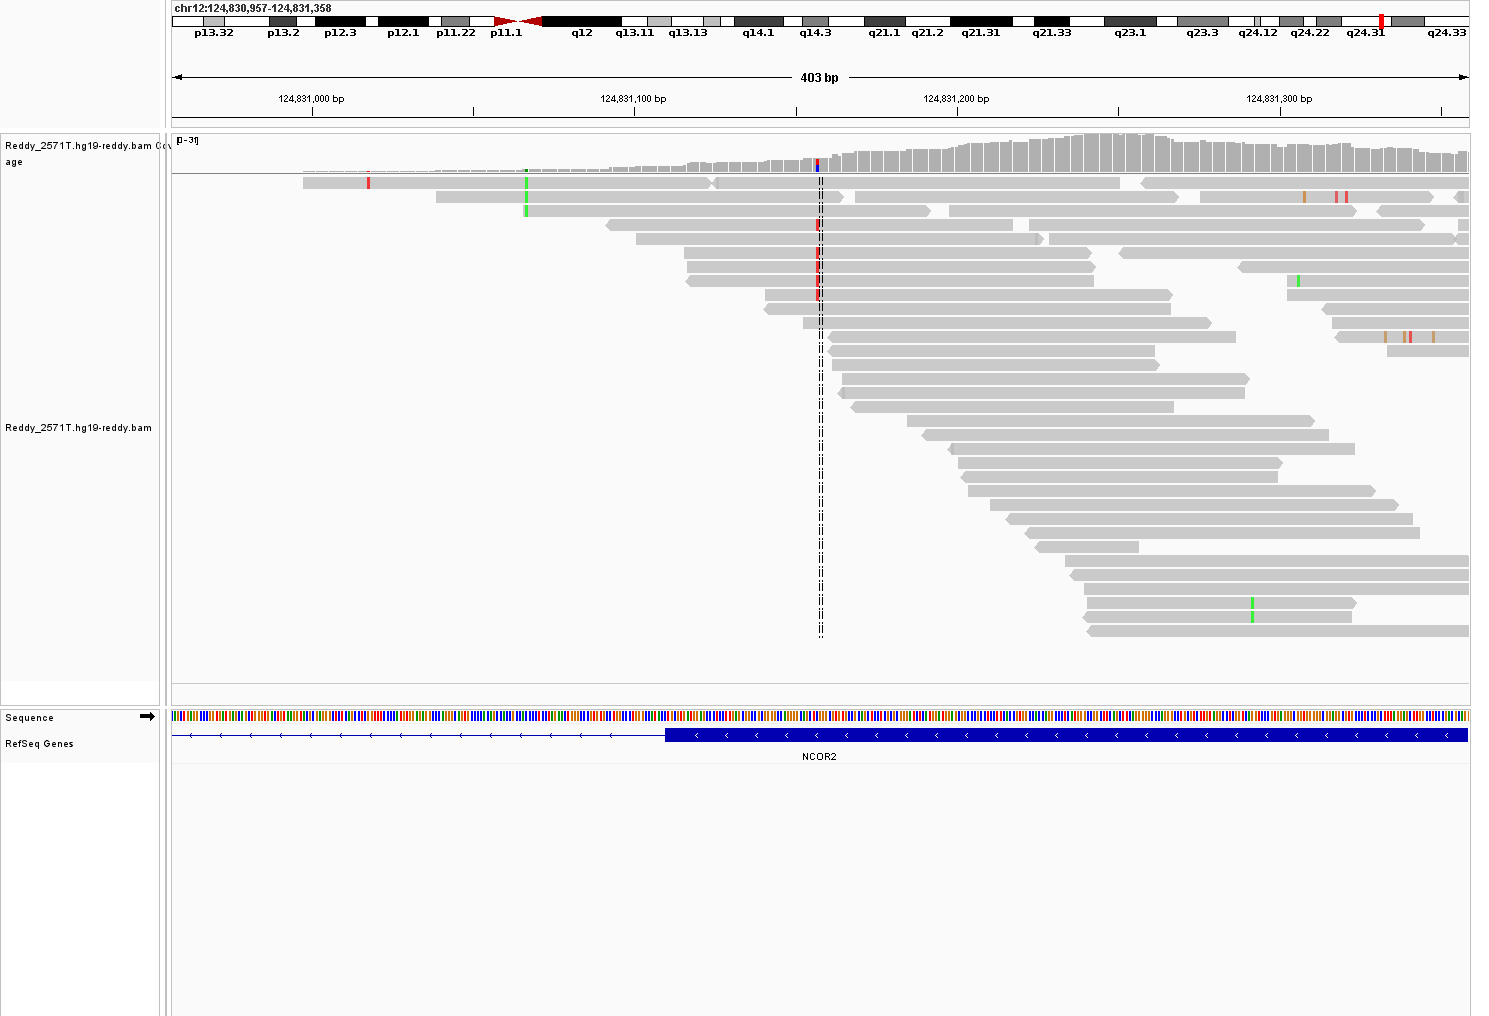 chr12:124,830,957-124,831,358
p13.32 p13.2 p12.3 p12.1 p11.22 p11.1 q12 q13.11 q13.13 q14.1 q14.3 q21.1 q21.2 q21.31 q21.33 q23.1 q23.3 q24.12 q24.22 q24.31 q24.33
403 bp
124,831,000 bp 124,831,100 bp 124,831,200 bp 124,831,300 bp
Reddy_2571T.hg19-reddy.bam Cov
age
[0-31]
Reddy_2571T.hg19-reddy.bam
Sequence
RefSeq Genes
NCOR2